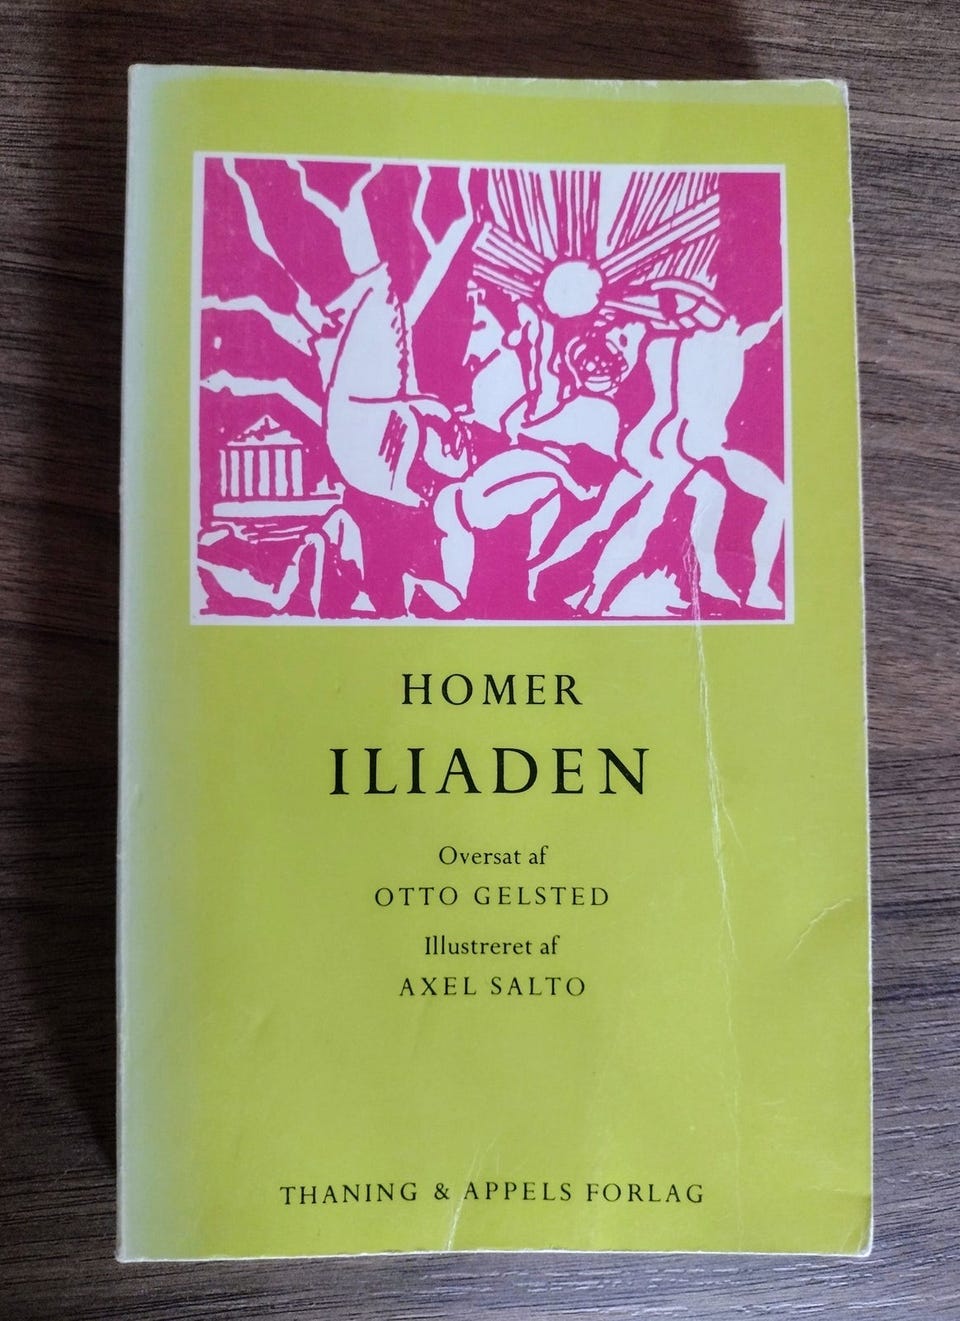 HOMER
ILIADEN
Oversat af
OTTO GELSTED
Illustreret af
AXEL SALTO
THANING & APPELS FORLAG